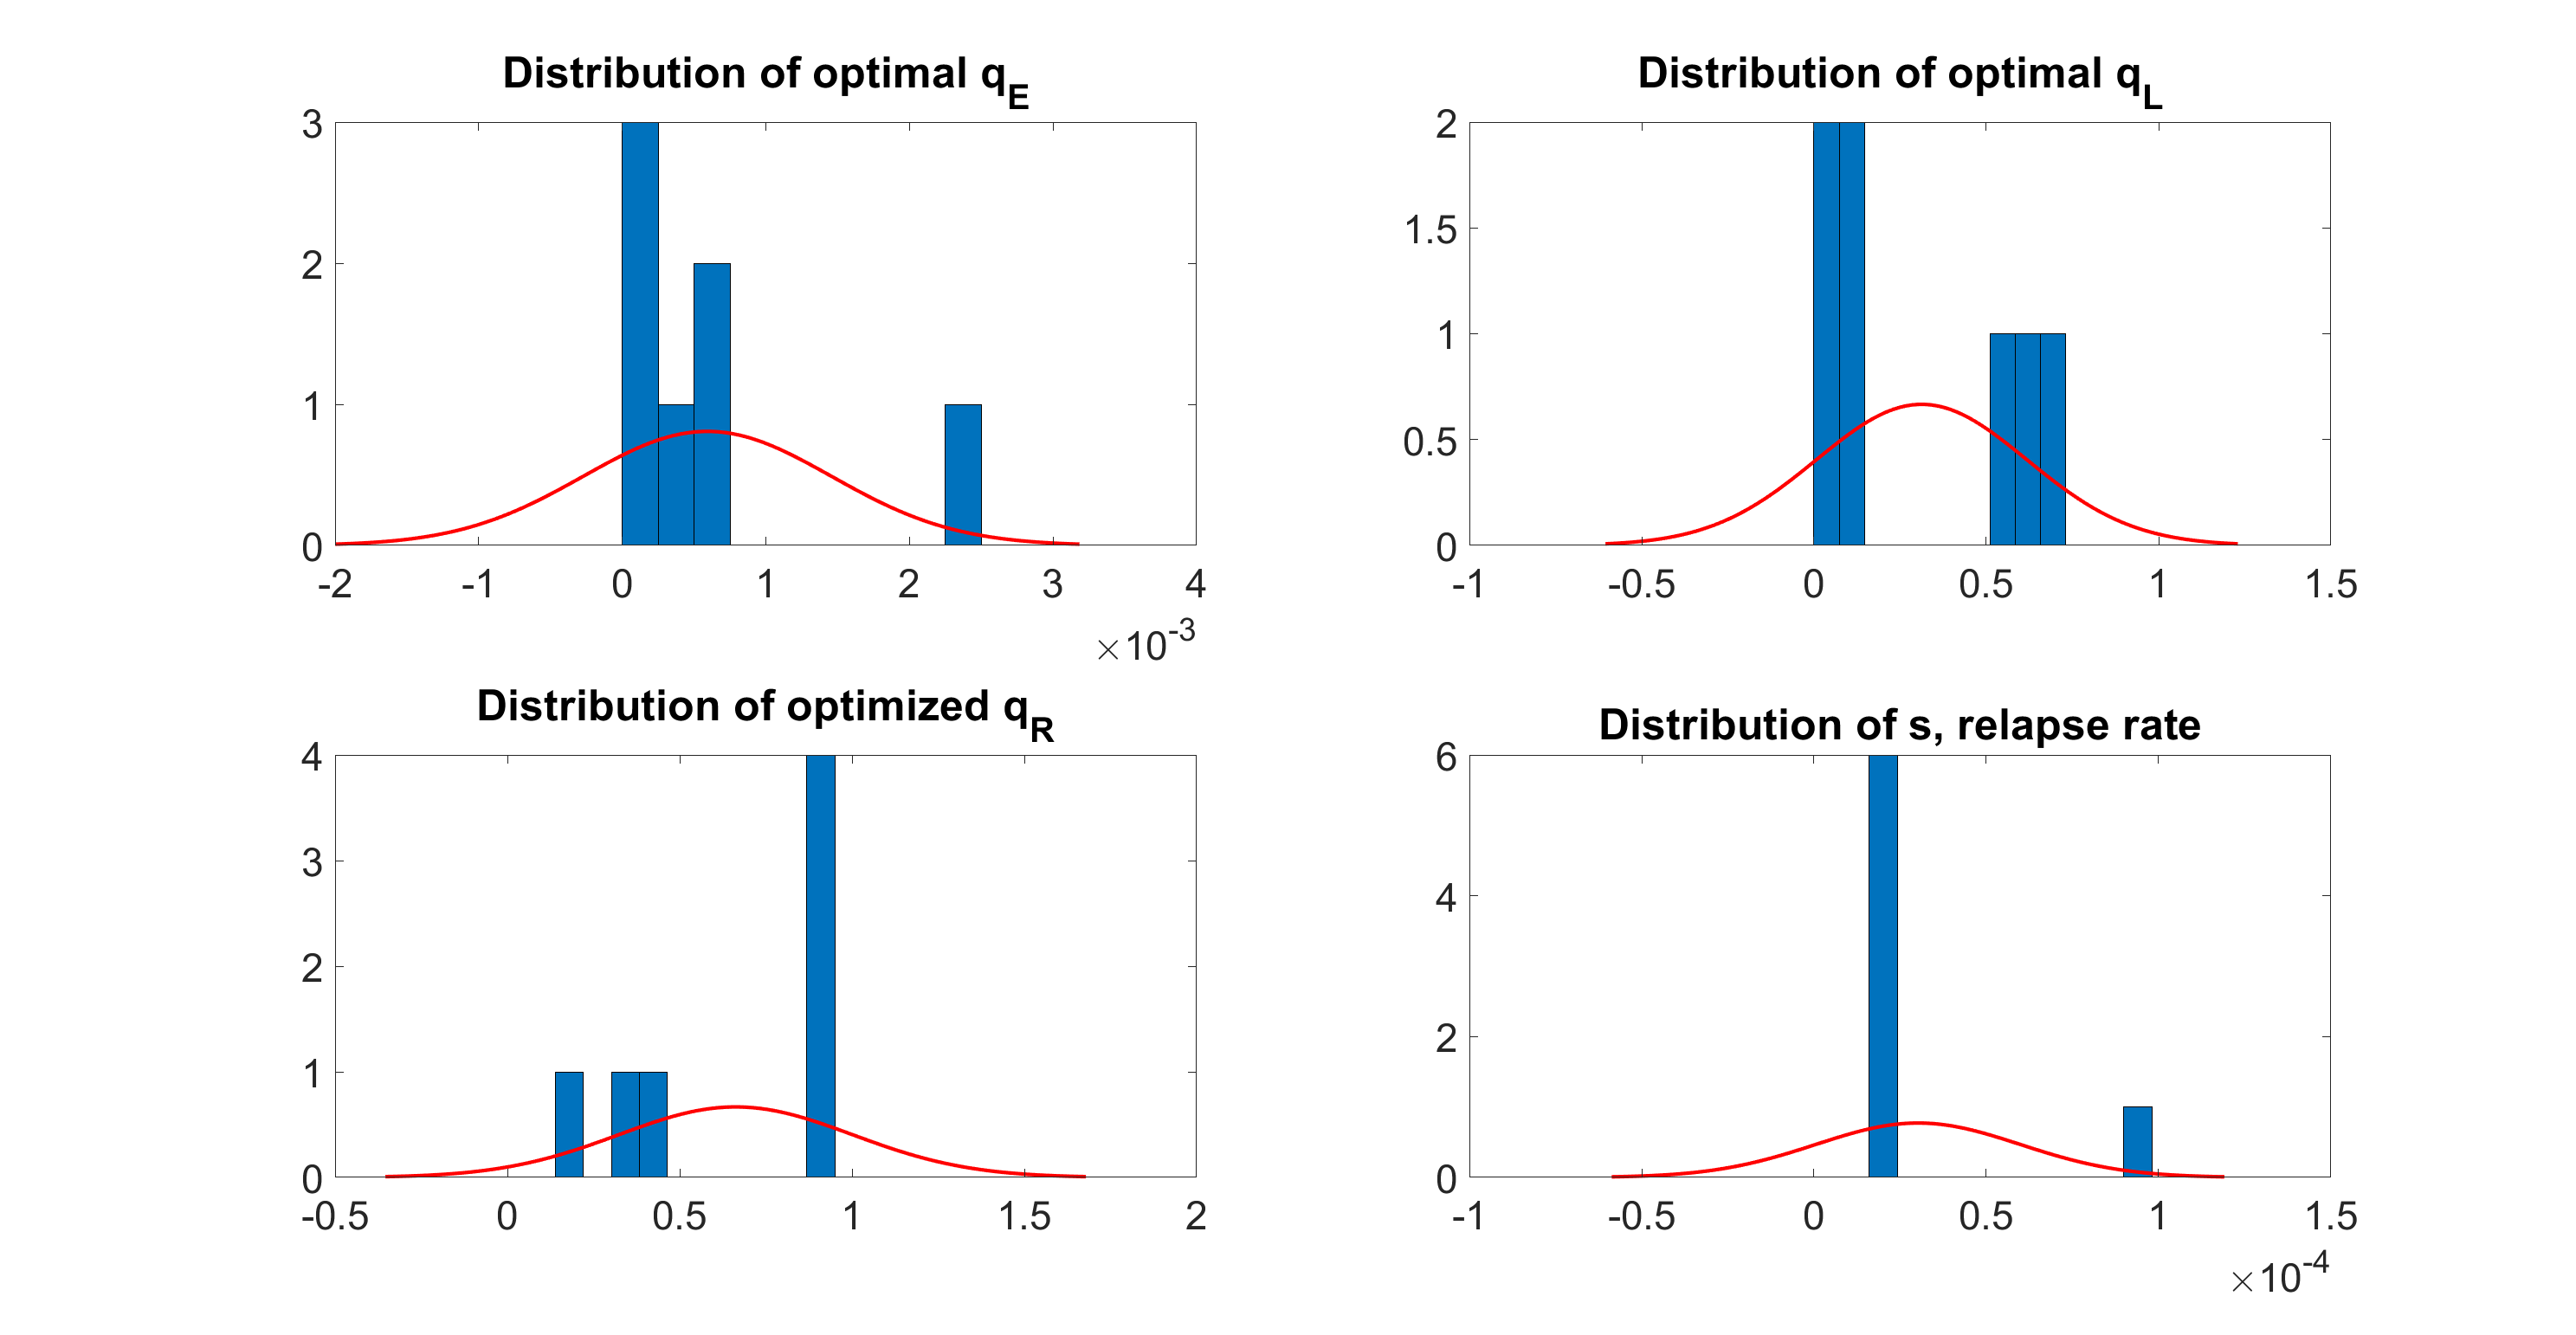 Distribution of optimal q_E
3
2
1
0
-2 -1 0 1 2 3 4
×10^-3
Distribution of optimal q_L
2
1.5
1
0.5
0
-1 -0.5 0 0.5 1 1.5
Distribution of optimized q_R
4
3
2
1
0
-0.5 0 0.5 1 1.5 2
Distribution of s, relapse rate
6
4
2
0
-1 -0.5 0 0.5 1 1.5
×10^-4